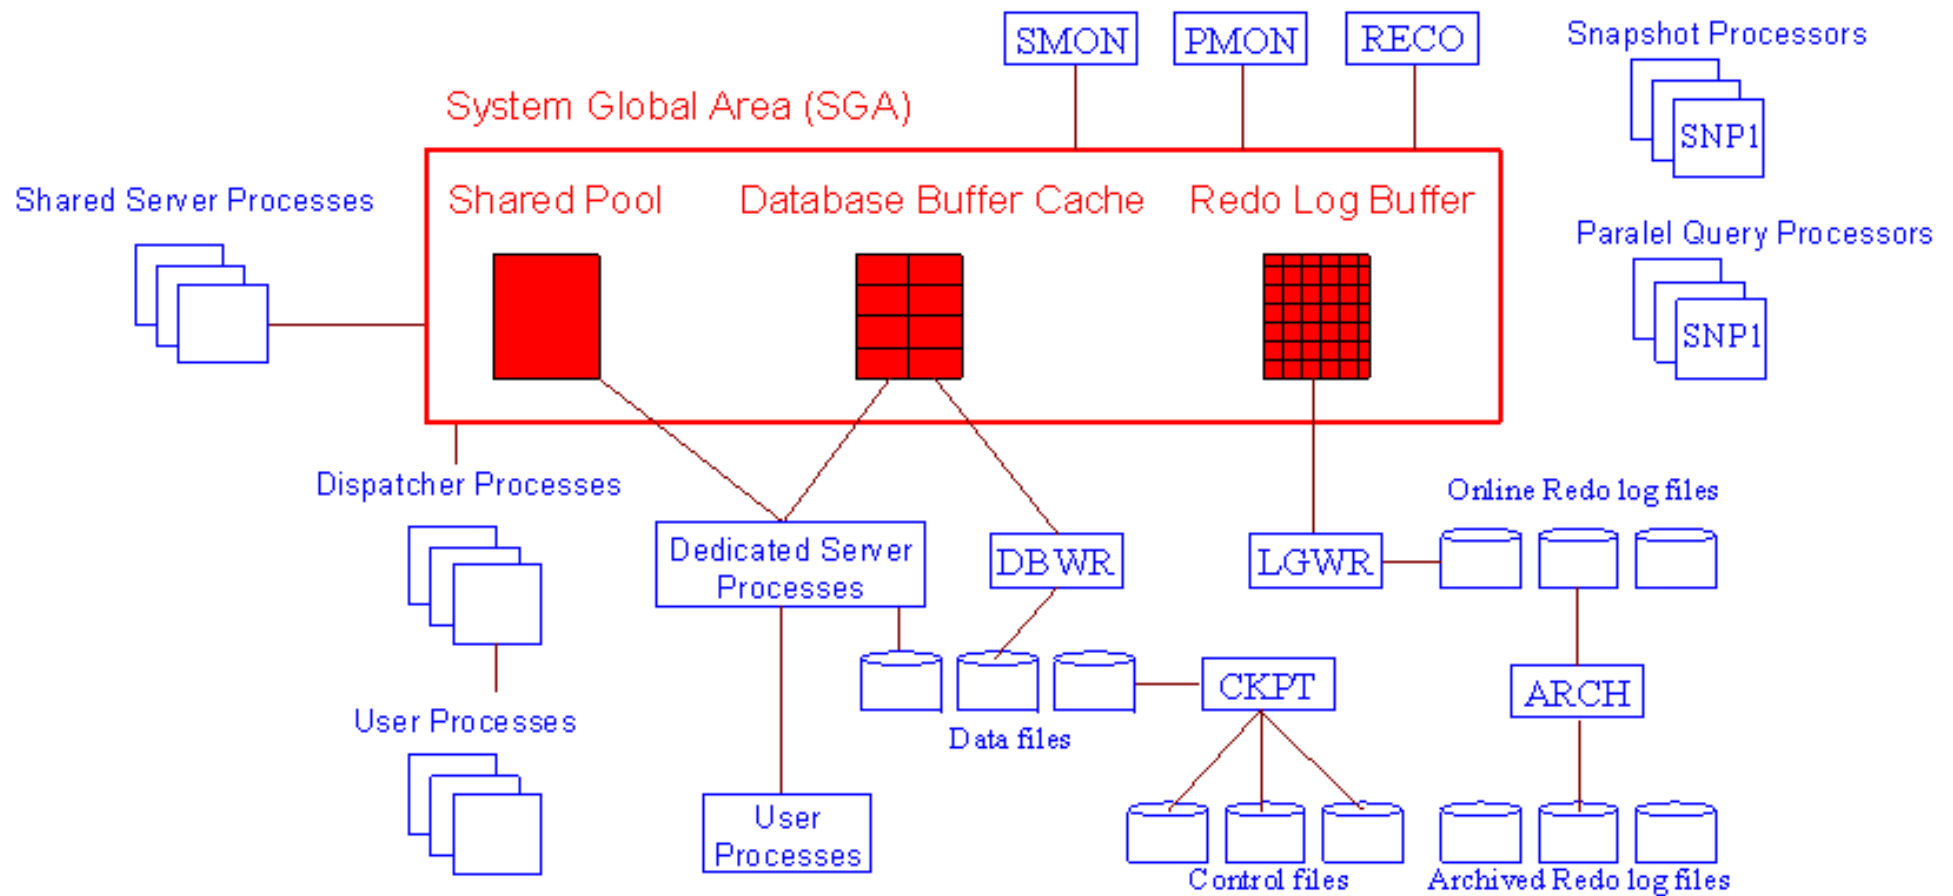 SMON
PMON
RECO
Snapshot Processors
System Global Area (SGA)
SNP1
Shared Server Processes
Shared Pool
Database Buffer Cache
Redo Log Buffer
Paralel Query Processors
SNP1
Dispatcher Processes
Online Redo log files
Dedicated Server
Processes
DBWR
LGWR
CKPT
ARCH
User Processes
Data files
User
Processes
Control files
Archived Redo log files